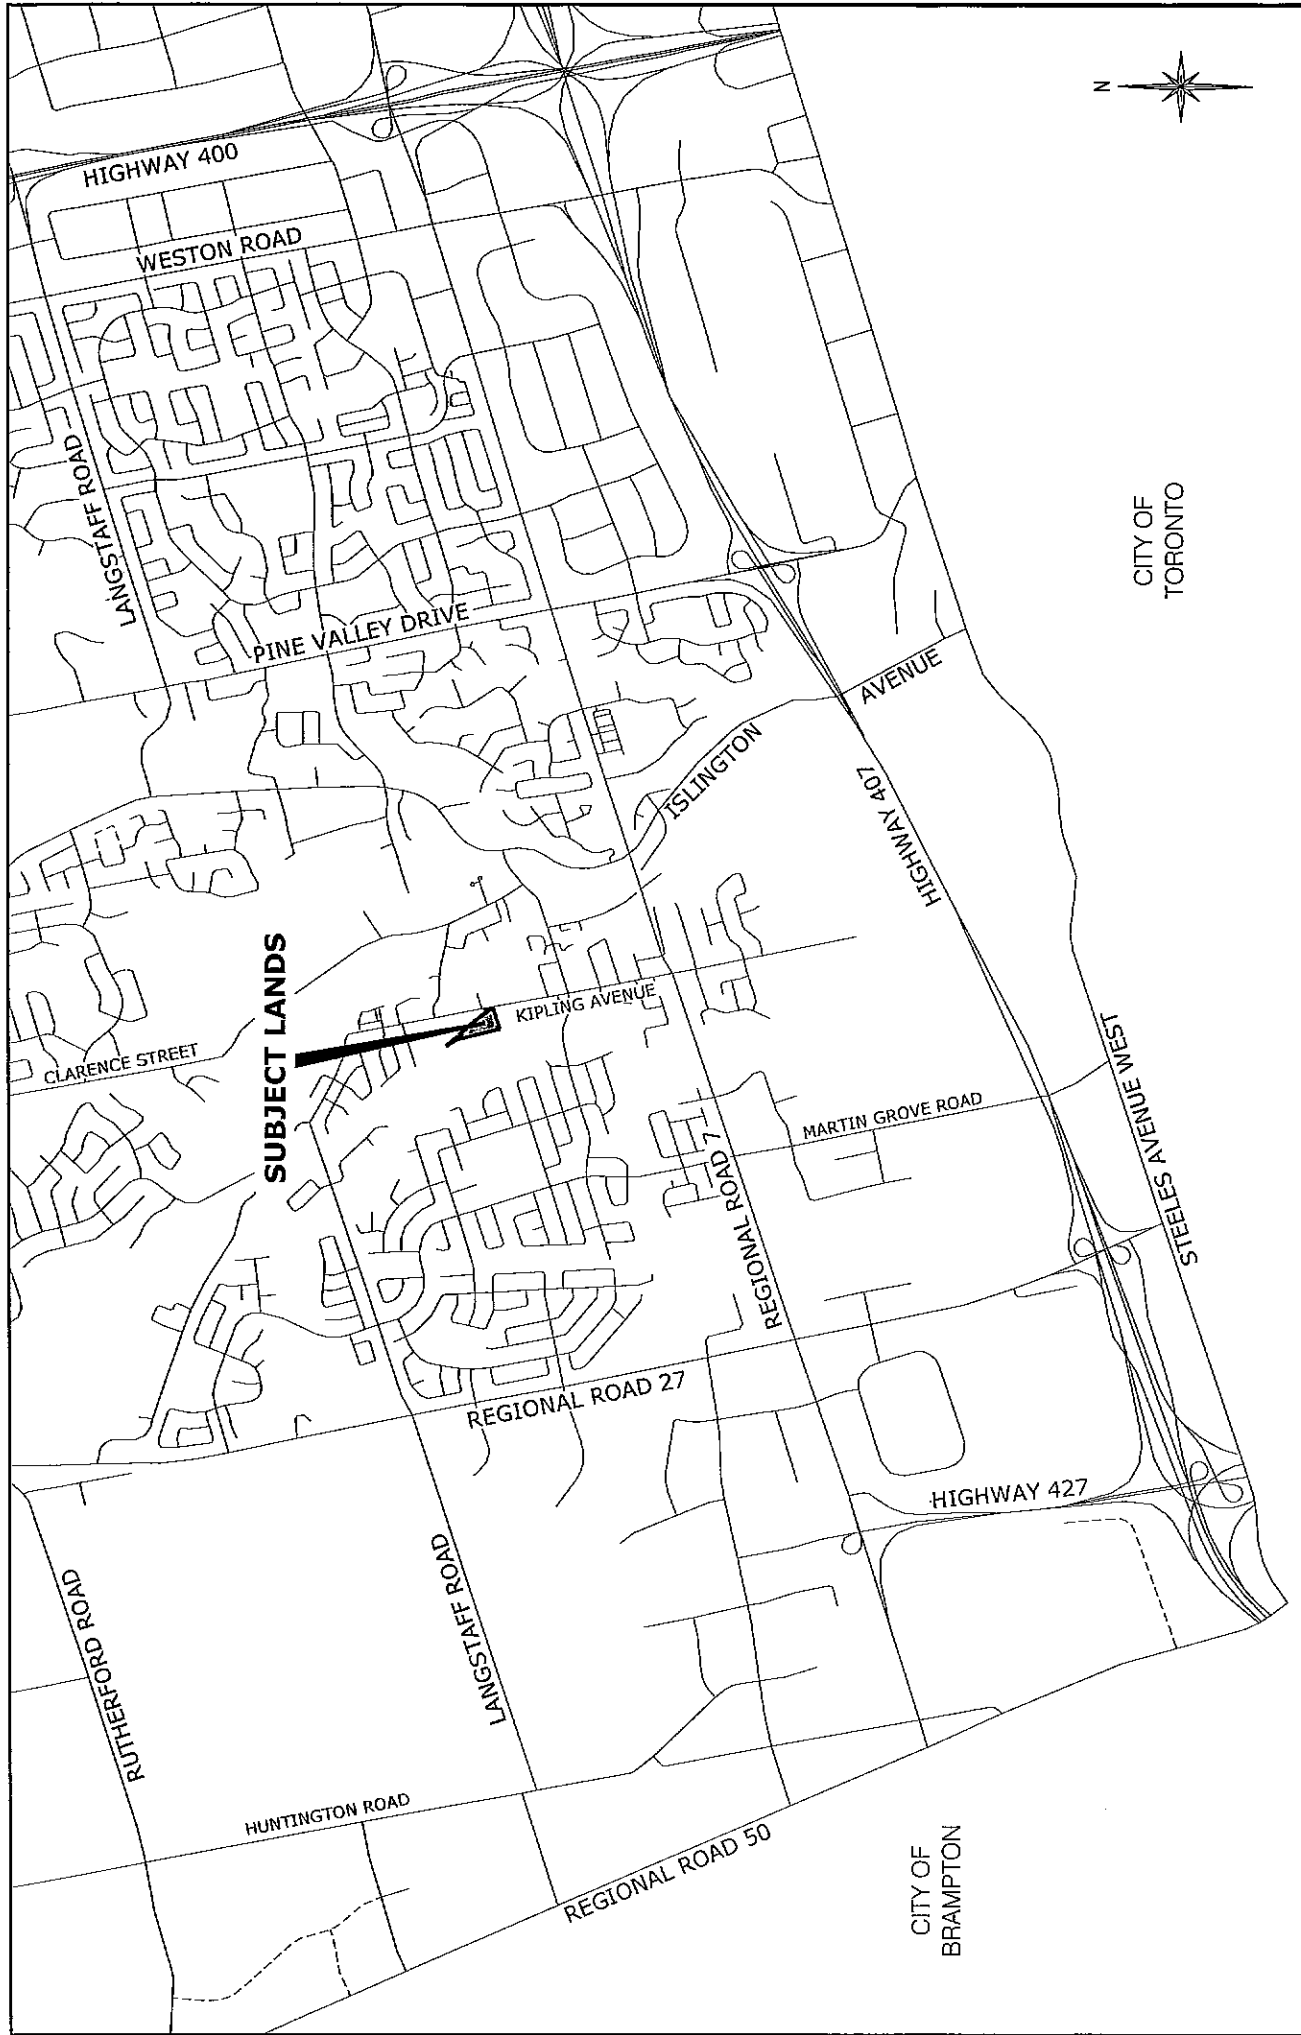 HIGHWAY 400
WESTON ROAD
N
LANGSTAFF ROAD
PINE VALLEY DRIVE
CITY OF
TORONTO
ISLINGTON
AVENUE
HIGHWAY 407
SUBJECT LANDS
CLARENCE STREET
KIPLING AVENUE
MARTIN GROVE ROAD
REGIONAL ROAD 7
STEELES AVENUE WEST
REGIONAL ROAD 27
HIGHWAY 427
RUTHERFORD ROAD
LANGSTAFF ROAD
HUNTINGTON ROAD
REGIONAL ROAD 50
CITY OF
BRAMPTON